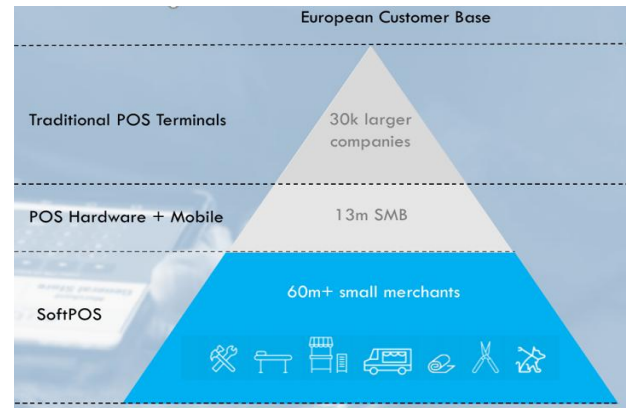 European Customer Base
Traditional POS Terminals
30k larger
companies
POS Hardware + Mobile
13m SMB
60m+ small merchants
SoftPOS